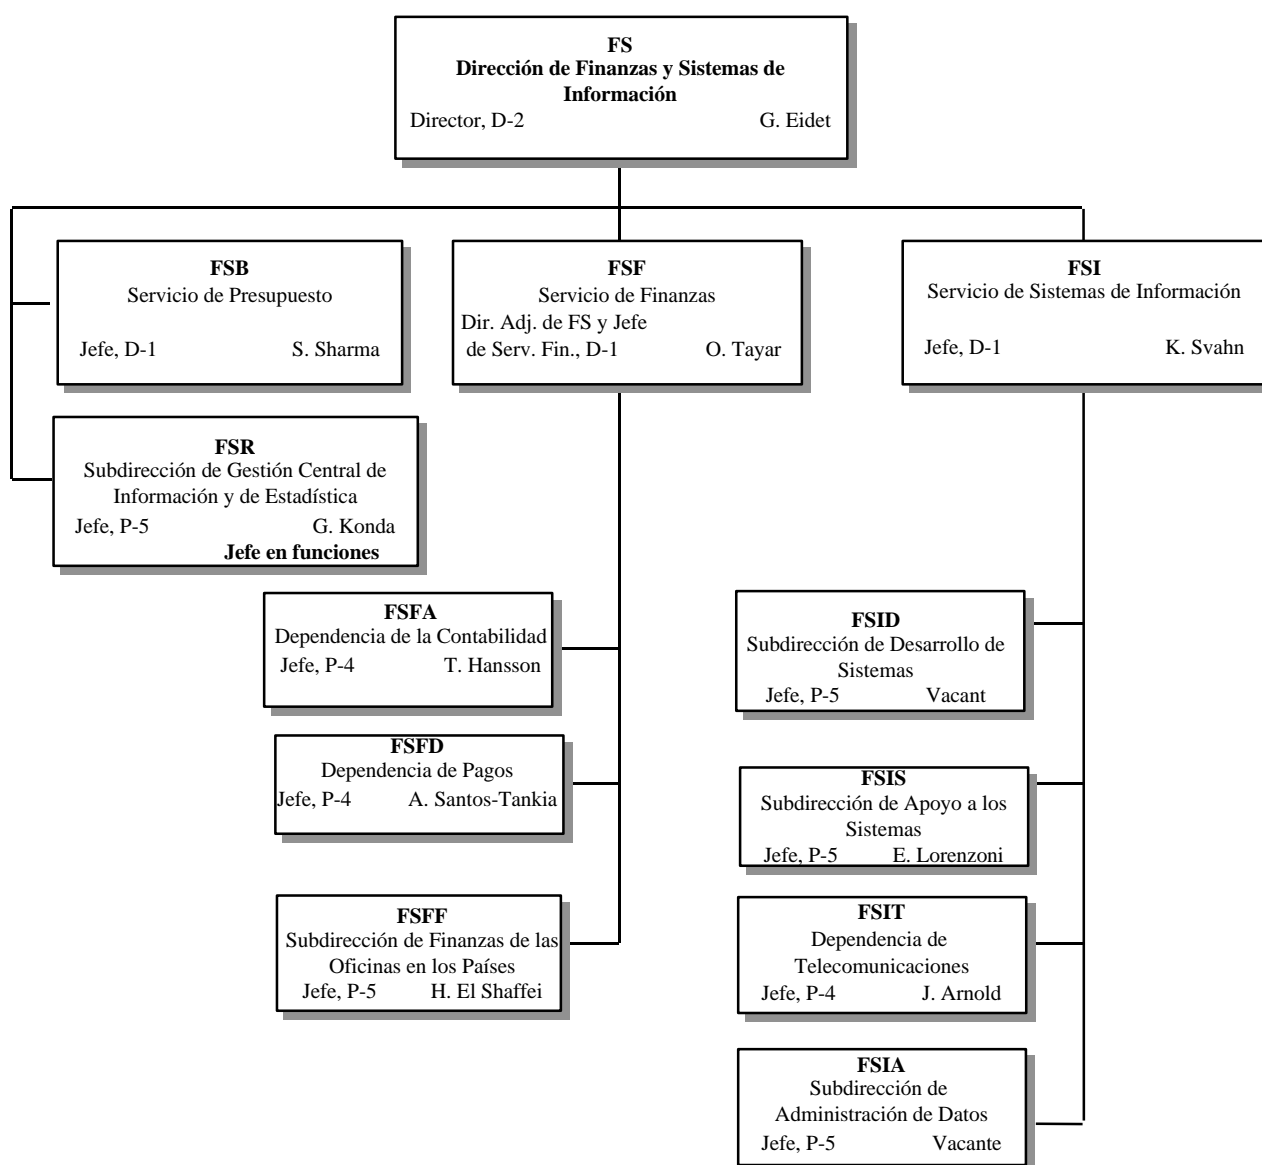 FS
Dirección de Finanzas y Sistemas de
Información
Director, D-2 G. Eidet
FSB
Servicio de Presupuesto
Jefe, D-1 S. Sharma
FSF
Servicio de Finanzas
Dir. Adj. de FS y Jefe
de Serv. Fin., D-1 O. Tayar
FSI
Servicio de Sistemas de Información
Jefe, D-1 K. Svahn
FSR
Subdirección de Gestión Central de
Información y de Estadística
Jefe, P-5 G. Konda
Jefe en funciones
FSFA
Dependencia de la Contabilidad
Jefe, P-4 T. Hansson
FSFD
Dependencia de Pagos
Jefe, P-4 A. Santos-Tankia
FSFF
Subdirección de Finanzas de las
Oficinas en los Países
Jefe, P-5 H. El Shaffei
FSID
Subdirección de Desarrollo de
Sistemas
Jefe, P-5 Vacant
FSIS
Subdirección de Apoyo a los
Sistemas
Jefe, P-5 E. Lorenzoni
FSIT
Dependencia de
Telecomunicaciones
Jefe, P-4 J. Arnold
FSIA
Subdirección de
Administración de Datos
Jefe, P-5 Vacante